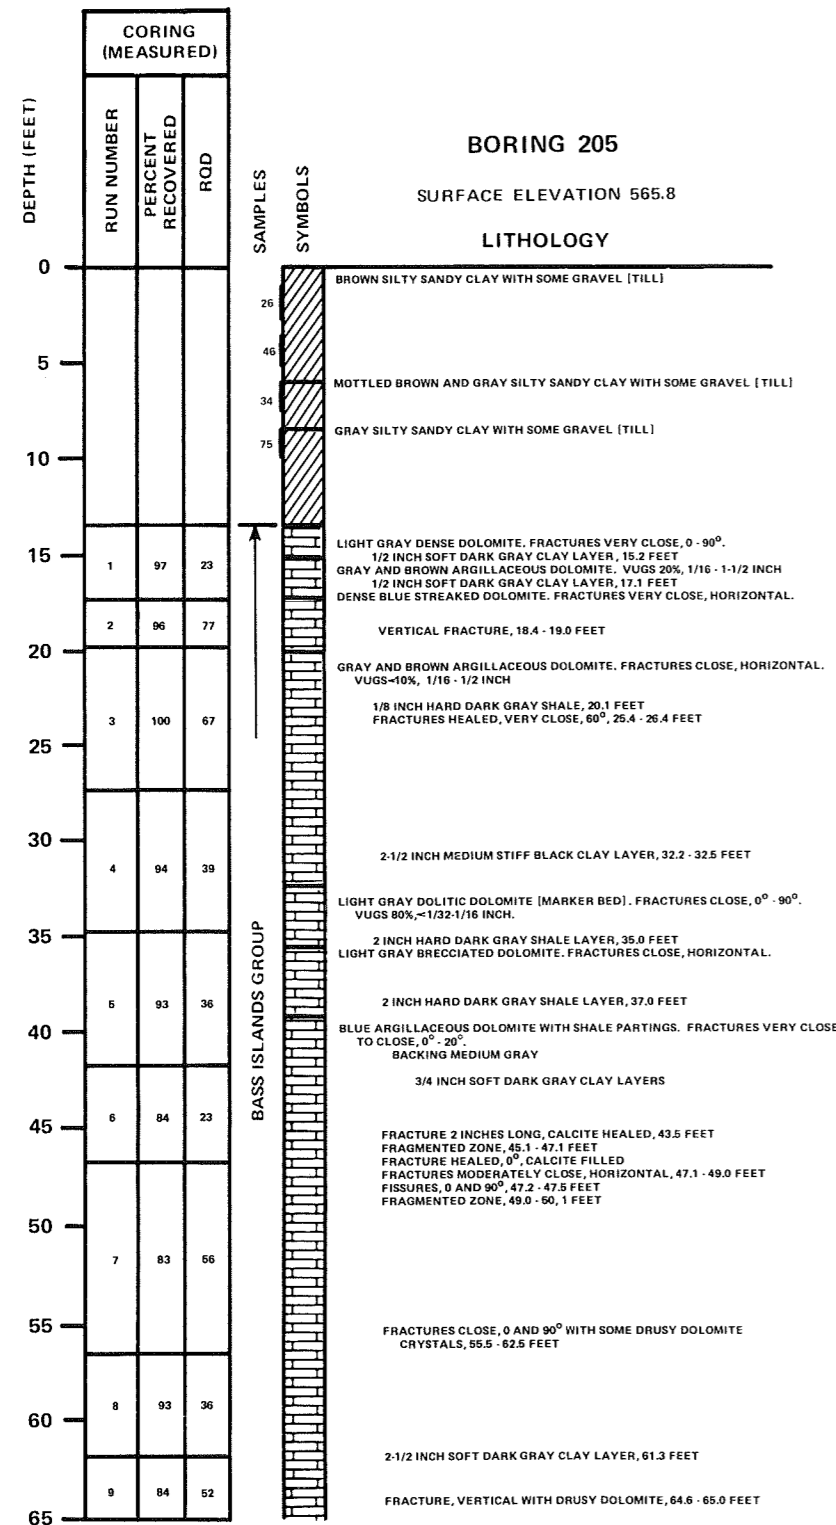 CORING
(MEASURED)
DEPTH (FEET)
RUN NUMBER
PERCENT
RECOVERED
RQD
SAMPLES
SYMBOLS
BORING 205
SURFACE ELEVATION 565.8
LITHOLOGY
0
BROWN SILTY SANDY CLAY WITH SOME GRAVEL [TILL]
26
46
5
MOTTLED BROWN AND GRAY SILTY SANDY CLAY WITH SOME GRAVEL [TILL]
34
GRAY SILTY SANDY CLAY WITH SOME GRAVEL [TILL]
75
10
LIGHT GRAY DENSE DOLOMITE. FRACTURES VERY CLOSE, 0 - 90°.
15
1/2 INCH SOFT DARK GRAY CLAY LAYER, 15.2 FEET
1 97 23
GRAY AND BROWN ARGILLACEOUS DOLOMITE. VUGS 20%, 1/16 - 1-1/2 INCH
1/2 INCH SOFT DARK GRAY CLAY LAYER, 17.1 FEET
DENSE BLUE STREAKED DOLOMITE. FRACTURES VERY CLOSE, HORIZONTAL.
2 96 77
VERTICAL FRACTURE, 18.4 - 19.0 FEET
20
GRAY AND BROWN ARGILLACEOUS DOLOMITE. FRACTURES CLOSE, HORIZONTAL.
VUGS<10%, 1/16 - 1/2 INCH
1/8 INCH HARD DARK GRAY SHALE, 20.1 FEET
3 100 67
FRACTURES HEALED, VERY CLOSE, 60°, 25.4 - 26.4 FEET
25
30
2-1/2 INCH MEDIUM STIFF BLACK CLAY LAYER, 32.2 - 32.5 FEET
4 94 39
LIGHT GRAY DOLITIC DOLOMITE [MARKER BED]. FRACTURES CLOSE, 0° - 90°.
VUGS 80%,<1/32-1/16 INCH.
35
2 INCH HARD DARK GRAY SHALE LAYER, 35.0 FEET
LIGHT GRAY BRECCIATED DOLOMITE. FRACTURES CLOSE, HORIZONTAL.
5 93 36
2 INCH HARD DARK GRAY SHALE LAYER, 37.0 FEET
40
BLUE ARGILLACEOUS DOLOMITE WITH SHALE PARTINGS. FRACTURES VERY CLOSE
TO CLOSE, 0° - 20°.
BACKING MEDIUM GRAY
BASS ISLANDS GROUP
3/4 INCH SOFT DARK GRAY CLAY LAYERS
6 84 23
45
FRACTURE 2 INCHES LONG, CALCITE HEALED, 43.5 FEET
FRAGMENTED ZONE, 45.1 - 47.1 FEET
FRACTURE HEALED, 0°, CALCITE FILLED
FRACTURES MODERATELY CLOSE, HORIZONTAL, 47.1 - 49.0 FEET
FISSURES, 0 AND 90°, 47.2 - 47.5 FEET
FRAGMENTED ZONE, 49.0 - 60, 1 FEET
50
7 83 56
55
FRACTURES CLOSE, 0 AND 90° WITH SOME DRUSY DOLOMITE
CRYSTALS, 55.5 - 62.5 FEET
8 93 36
60
2-1/2 INCH SOFT DARK GRAY CLAY LAYER, 61.3 FEET
9 84 52
FRACTURE, VERTICAL WITH DRUSY DOLOMITE, 64.6 - 65.0 FEET
65